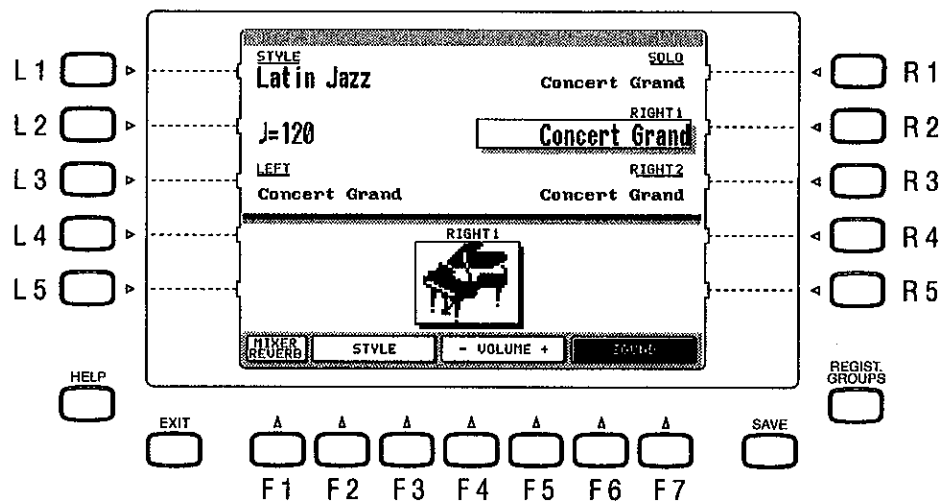 STYLE
Latin Jazz
SOLO
Concert Grand
♩=120
RIGHT1
Concert Grand
LEFT
Concert Grand
RIGHT2
Concert Grand
RIGHT1
MIXER
REVERB
STYLE
- VOLUME +
SOUND
L1
L2
L3
L4
L5
R1
R2
R3
R4
R5
HELP
EXIT
F1 F2 F3 F4 F5 F6 F7
SAVE
REGIST.
GROUPS